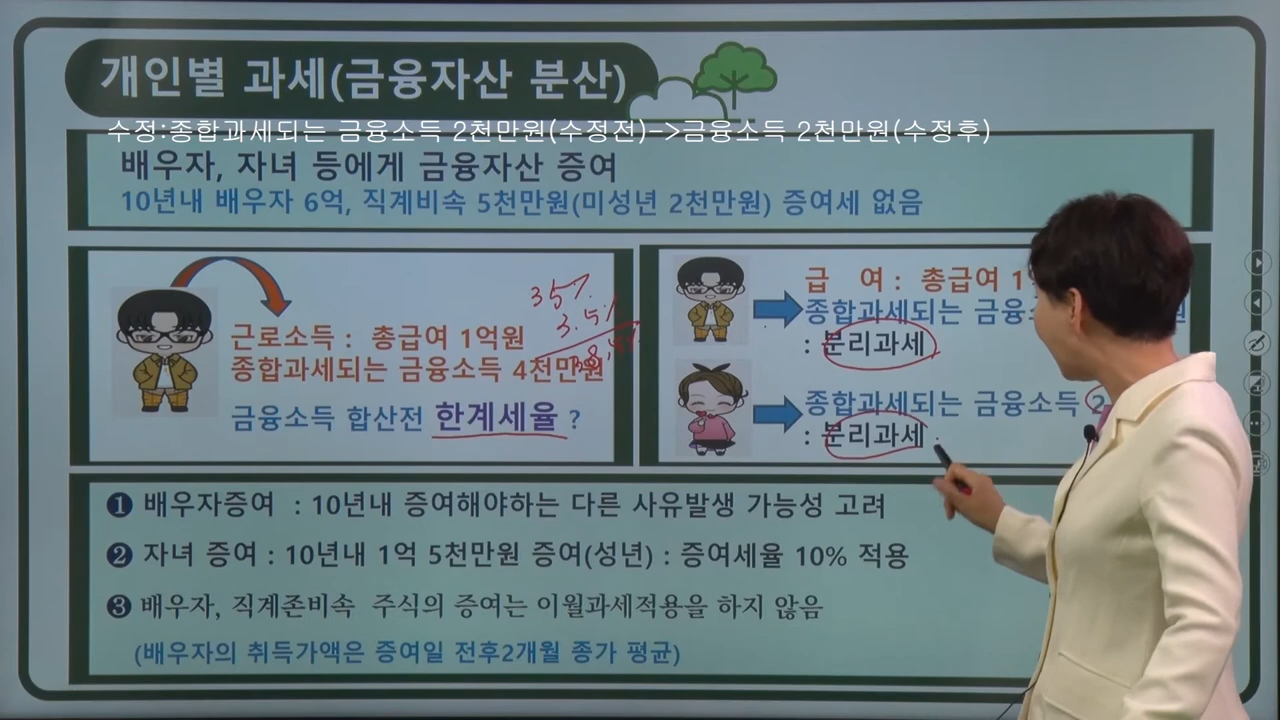 개인별 과세(금융자산 분산)
수정:종합과세되는 금융소득 2천만원(수정전)->금융소득 2천만원(수정후)
배우자, 자녀 등에게 금융자산 증여
10년내 배우자 6억, 직계비속 5천만원(미성년 2천만원) 증여세 없음
근로소득 : 총급여 1억원
종합과세되는 금융소득 4천만원
금융소득 합산전 한계세율 ?
35%
3.5%
급 여 : 총급여 1
종합과세되는 금융
: 분리과세
종합과세되는 금융소득 2
: 분리과세
❶ 배우자증여 : 10년내 증여해야하는 다른 사유발생 가능성 고려
❷ 자녀 증여 : 10년내 1억 5천만원 증여(성년) : 증여세율 10% 적용
❸ 배우자, 직계존비속 주식의 증여는 이월과세적용을 하지 않음
(배우자의 취득가액은 증여일 전후2개월 종가 평균)